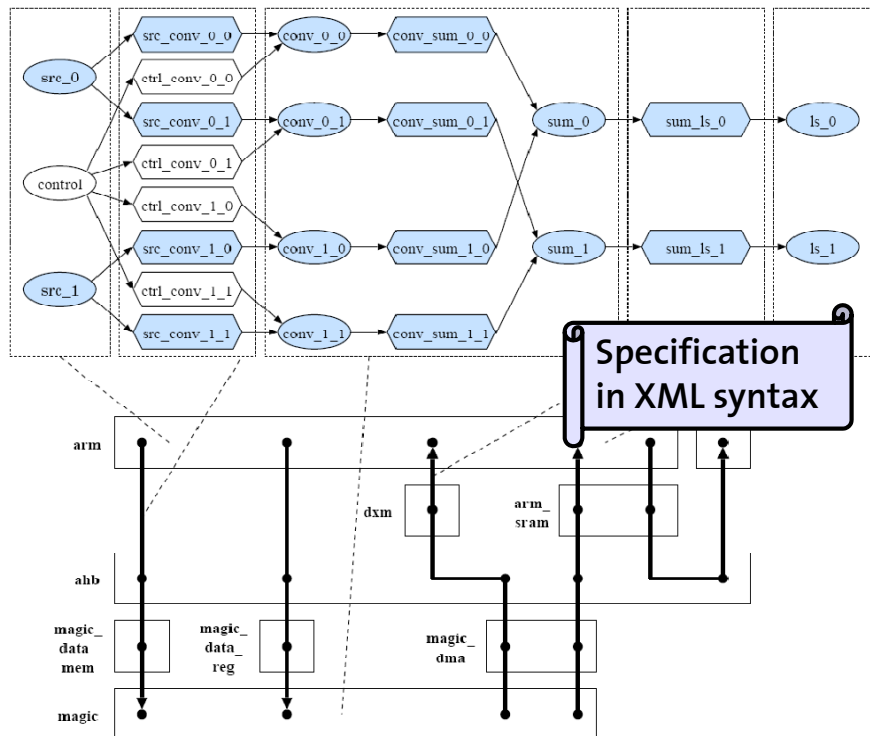 src_conv_0_0
conv_0_0
conv_sum_0_0
src_0
ctrl_conv_0_0
src_conv_0_1
conv_0_1
conv_sum_0_1
sum_0
sum_ls_0
ls_0
ctrl_conv_0_1
control
ctrl_conv_1_0
src_conv_1_0
conv_1_0
conv_sum_1_0
sum_1
sum_ls_1
ls_1
src_1
ctrl_conv_1_1
src_conv_1_1
conv_1_1
conv_sum_1_1
Specification
in XML syntax
arm
dxm
arm_
sram
ahb
magic_
data
mem
magic_
data_
reg
magic_
dma
magic